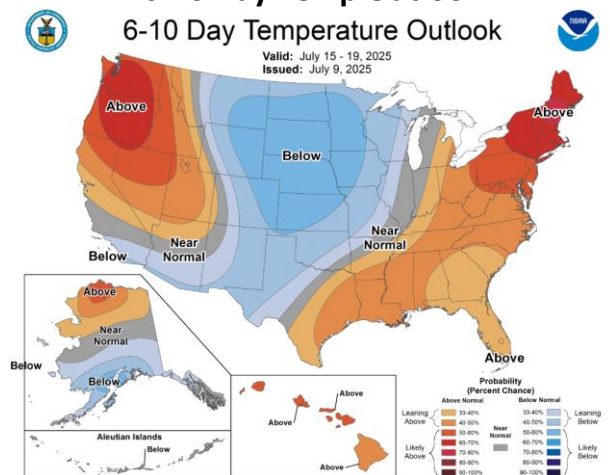 6-10 Day Temperature Outlook
NOAA
Valid: July 15 - 19, 2025
Issued: July 9, 2025
Above
Above
Below
Near
Normal
Near
Normal
Below
Above
Above
Near
Normal
Below
Below
Aleutian Islands
Below
Above
Above
Above
Probability
(Percent Chance)
Above Normal Below Normal
Leaning
Above
33-40% 33-40%
40-50% 40-50%
Leaning
Below
Likely
Above
50-60% 50-60%
60-70% 60-70%
70-80% 70-80%
80-90% 80-90%
90-100% 90-100%
Near
Normal
Likely
Below